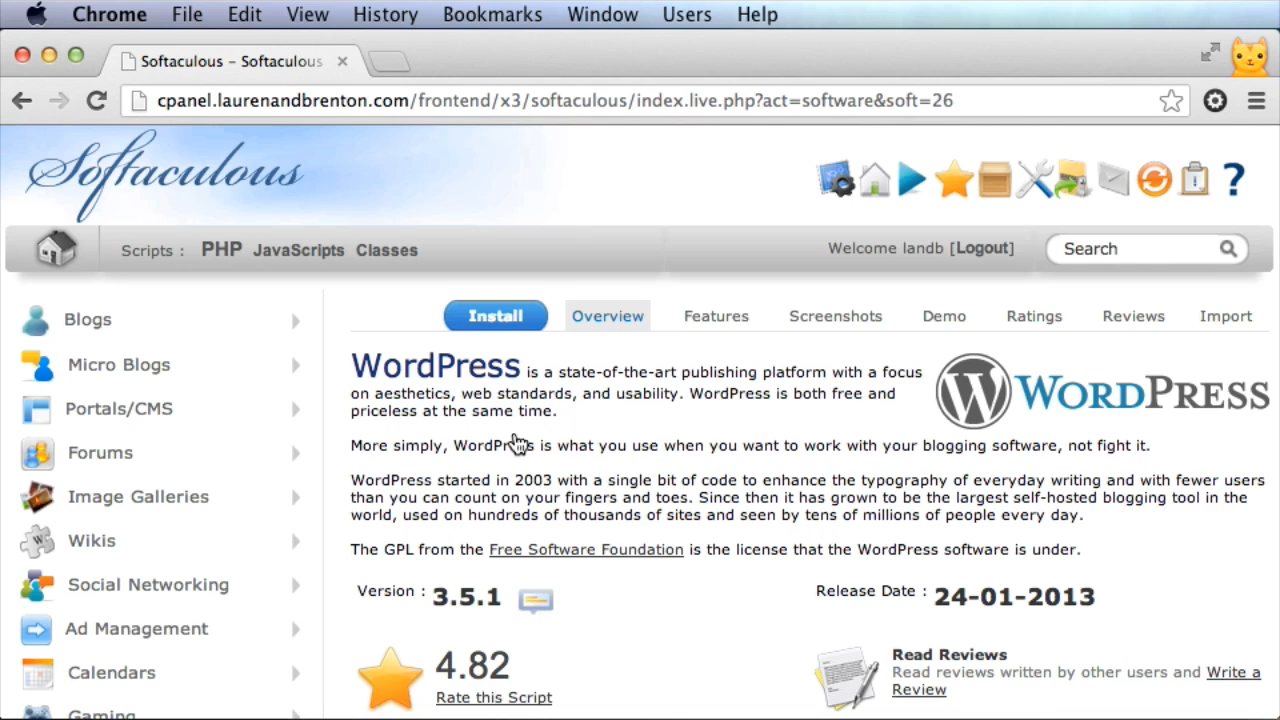 Chrome File Edit View History Bookmarks Window Users Help
Softaculous – Softaculous
cpanel.laurenandbrenton.com/frontend/x3/softaculous/index.live.php?act=software&soft=26
Softaculous
Scripts : PHP JavaScripts Classes
Welcome landb [Logout]
Search
Blogs
Micro Blogs
Portals/CMS
Forums
Image Galleries
Wikis
Social Networking
Ad Management
Calendars
Gaming
Install Overview Features Screenshots Demo Ratings Reviews Import
WordPress is a state-of-the-art publishing platform with a focus
on aesthetics, web standards, and usability. WordPress is both free and
priceless at the same time.
WORDPRESS
More simply, WordPress is what you use when you want to work with your blogging software, not fight it.
WordPress started in 2003 with a single bit of code to enhance the typography of everyday writing and with fewer users
than you can count on your fingers and toes. Since then it has grown to be the largest self-hosted blogging tool in the
world, used on hundreds of thousands of sites and seen by tens of millions of people every day.
The GPL from the Free Software Foundation is the license that the WordPress software is under.
Version : 3.5.1
Release Date : 24-01-2013
4.82
Rate this Script
Read Reviews
Read reviews written by other users and Write a
Review